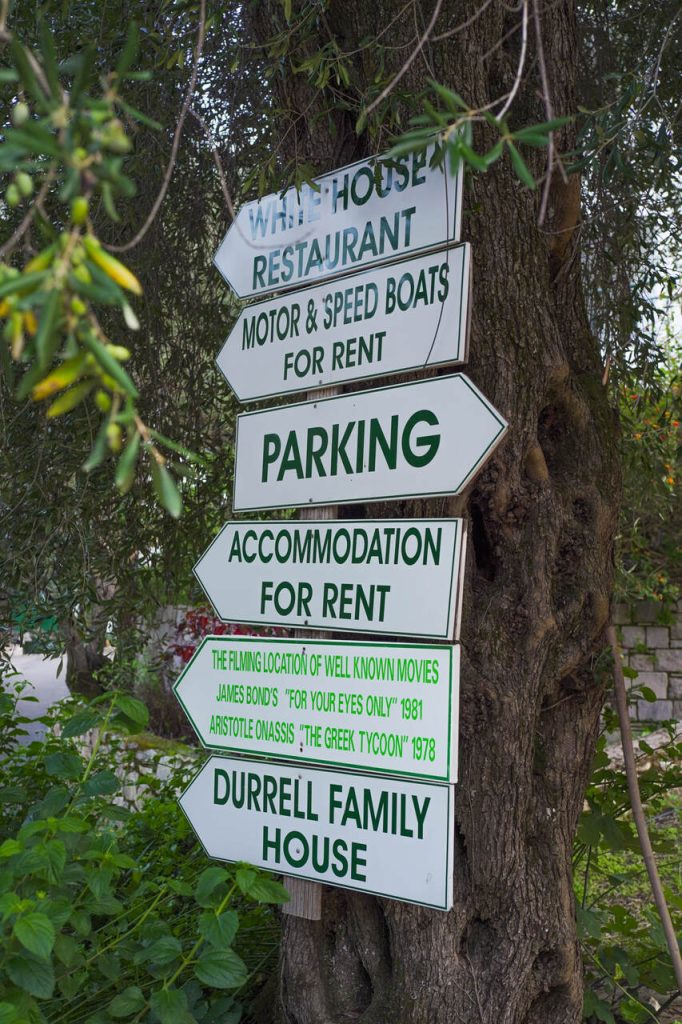 WHITE HOUSE
RESTAURANT
MOTOR & SPEED BOATS
FOR RENT
PARKING
ACCOMMODATION
FOR RENT
THE FILMING LOCATION OF WELL KNOWN MOVIES
JAMES BOND'S "FOR YOUR EYES ONLY" 1981
ARISTOTLE ONASSIS "THE GREEK TYCOON" 1978
DURRELL FAMILY
HOUSE